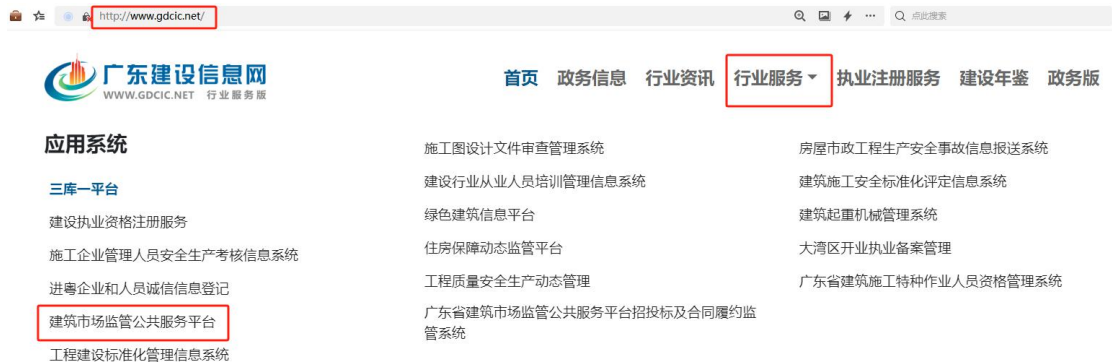 http://www.gdcic.net/
点此搜索
广东建设信息网
WWW.GDCIC.NET 行业服务版
首页 政务信息 行业资讯 行业服务 执业注册服务 建设年鉴 政务版
应用系统
三库一平台
建设执业资格注册服务
施工企业管理人员安全生产考核信息系统
进粤企业和人员诚信信息登记
建筑市场监管公共服务平台
工程建设标准化管理信息系统
施工图设计文件审查管理系统
建设行业从业人员培训管理信息系统
绿色建筑信息平台
住房保障动态监管平台
工程质量安全生产动态管理
广东省建筑市场监管公共服务平台招投标及合同履约监
管系统
房屋市政工程生产安全事故信息报送系统
建筑施工安全标准化评定信息系统
建筑起重机械管理系统
大湾区开业执业备案管理
广东省建筑施工特种作业人员资格管理系统